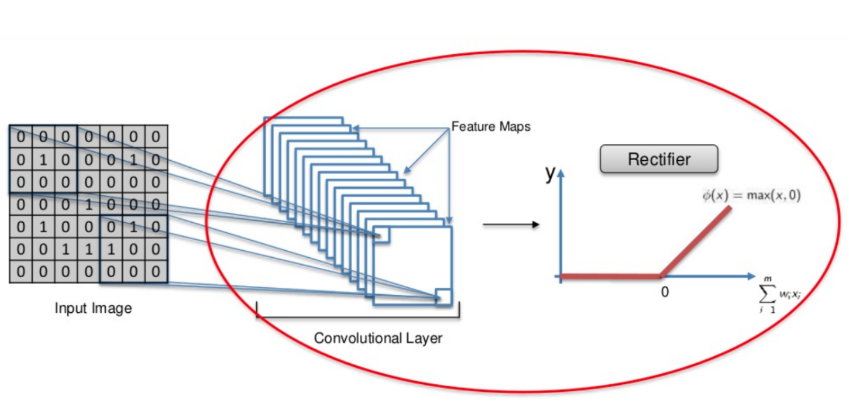 0 0 0 0 0 0 0
0 1 0 0 0 1 0
0 0 0 0 0 0 0
0 0 0 1 0 0 0
0 1 0 0 0 1 0
0 0 1 1 1 0 0
0 0 0 0 0 0 0
Input Image
Feature Maps
Convolutional Layer
Rectifier
y
ϕ(x) = max(x, 0)
0
m
∑ wᵢxᵢ
i 1